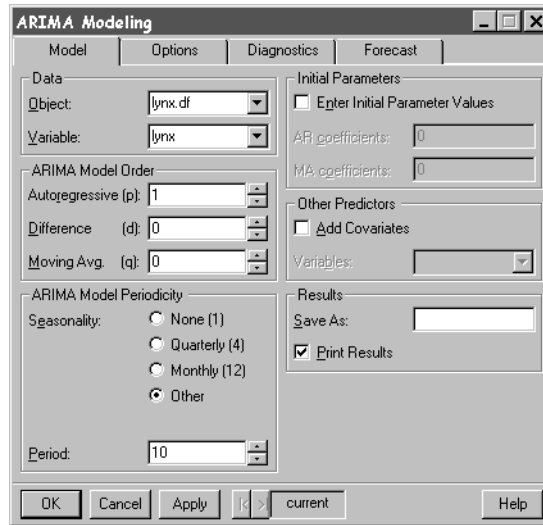 ARIMA Modeling
Model
Options
Diagnostics
Forecast
Data
Object: lynx.df
Variable: lynx
ARIMA Model Order
Autoregressive (p): 1
Difference (d): 0
Moving Avg. (q): 0
ARIMA Model Periodicity
Seasonality:
None (1)
Quarterly (4)
Monthly (12)
Other
Period: 10
Initial Parameters
Enter Initial Parameter Values
AR coefficients: 0
MA coefficients: 0
Other Predictors
Add Covariates
Variables:
Results
Save As:
Print Results
OK
Cancel
Apply
current
Help